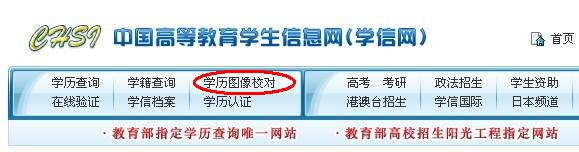 CHSI 中国高等教育学生信息网(学信网) 首页
学历查询 学籍查询 学历图像校对 高考 考研 政法招生 学生资助
在线验证 学信档案 学历认证 港澳台招生 学信国际 日本频道
·教育部指定学历查询唯一网站 ·教育部高校招生阳光工程指定网站